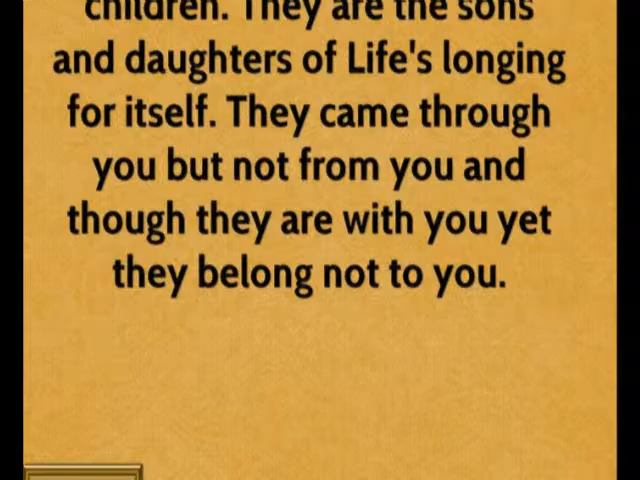 children. They are the sons
and daughters of Life's longing
for itself. They came through
you but not from you and
though they are with you yet
they belong not to you.